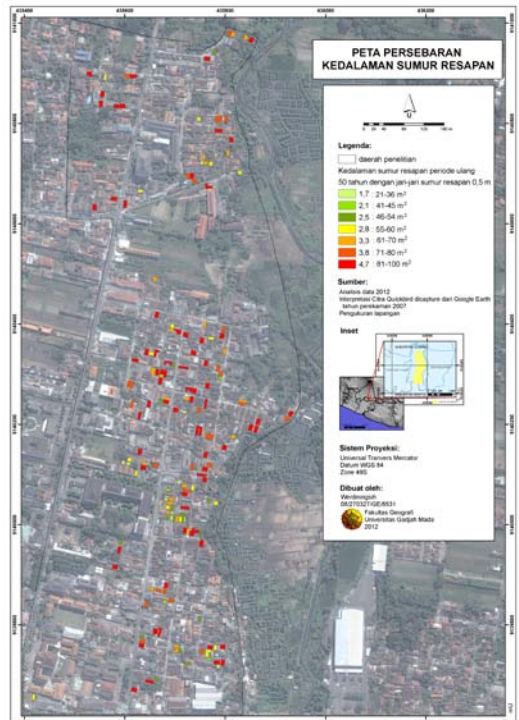 PETA PERSEBARAN
KEDALAMAN SUMUR RESAPAN
U
Legenda:
daerah penelitian
Kedalaman sumur resapan periode ulang
50 tahun dengan jari-jari sumur resapan 0,5 m
1,7 : 21-36 m²
2,1 : 41-45 m²
2,5 : 46-54 m²
2,8 : 55-60 m²
3,3 : 61-70 m²
3,8 : 71-80 m²
4,7 : 81-100 m²
Sumber:
Analisis data 2012
Interpretasi Citra Quickbird dicapture dari Google Earth
tahun perekaman 2007
Pengukuran lapangan
Inset
Sistem Proyeksi:
Universal Tranvers Mercator
Datum WGS 84
Zone 49S
Dibuat oleh:
Werdiningsih
Fakultas Geografi
Universitas Gadjah Mada
2012